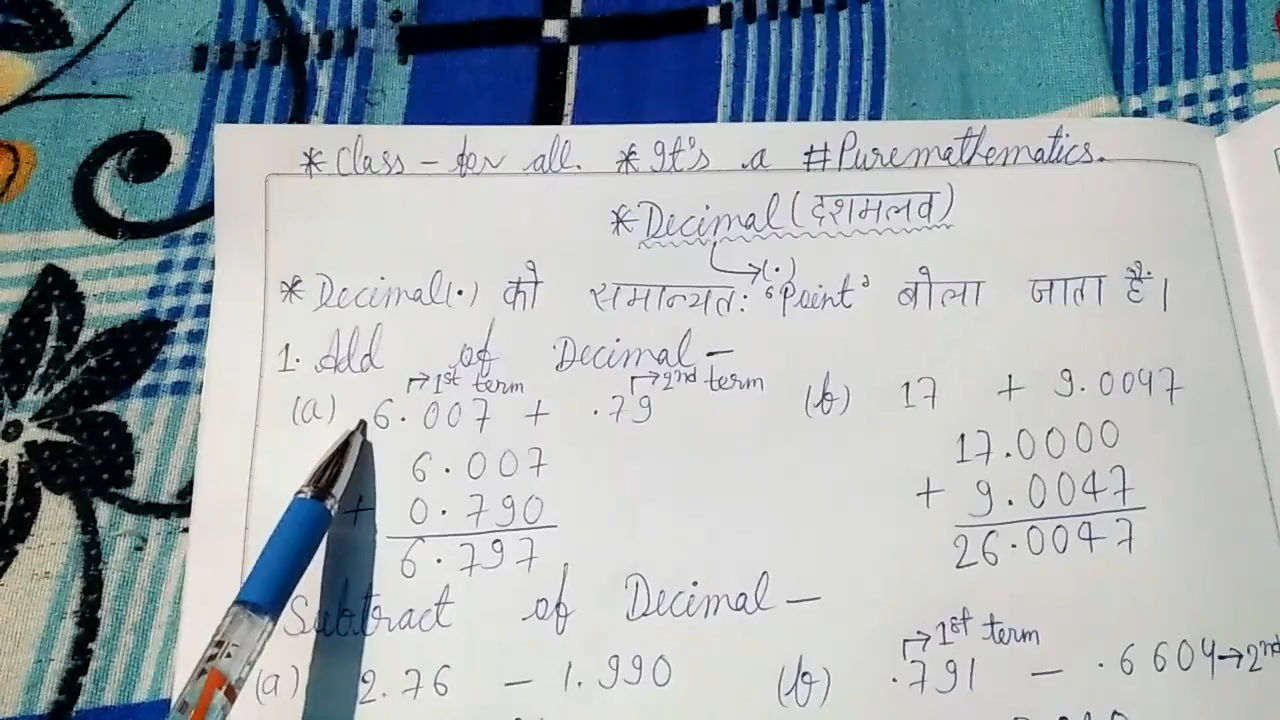 *Class - for all. *It's a #Puremathematics.
*Decimal (दशमलव)
→(.)
*Decimal(.) को समान्यतः 'Point' बोला जाता हैं।
1. Add of Decimal -
→1st term →2nd term
(a) 6.007 + .79
6.007
+ 0.790
6.797
(b) 17 + 9.0047
17.0000
+ 9.0047
26.0047
Subtract of Decimal -
(a) 2.76 - 1.990
→1st term
(b) .791 - .6604→2nd